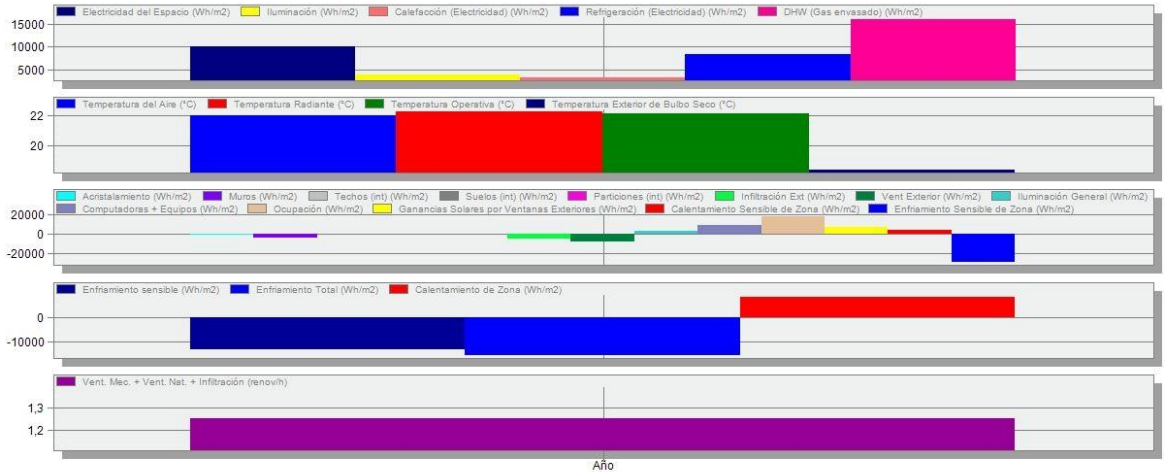 Electricidad del Espacio (Wh/m2) Iluminación (Wh/m2) Calefacción (Electricidad) (Wh/m2) Refrigeración (Electricidad) (Wh/m2) DHW (Gas envasado) (Wh/m2)
15000
10000
5000
Temperatura del Aire (°C) Temperatura Radiante (°C) Temperatura Operativa (°C) Temperatura Exterior de Bulbo Seco (°C)
22
20
Acristalamiento (Wh/m2) Muros (Wh/m2) Techos (int) (Wh/m2) Suelos (int) (Wh/m2) Particiones (int) (Wh/m2) Infiltración Ext (Wh/m2) Vent Exterior (Wh/m2) Iluminación General (Wh/m2)
Computadoras + Equipos (Wh/m2) Ocupación (Wh/m2) Ganancias Solares por Ventanas Exteriores (Wh/m2) Calentamiento Sensible de Zona (Wh/m2) Enfriamiento Sensible de Zona (Wh/m2)
20000
0
-20000
Enfriamiento sensible (Wh/m2) Enfriamiento Total (Wh/m2) Calentamiento de Zona (Wh/m2)
0
-10000
Vent. Mec. + Vent. Nat. + Infiltración (renov/h)
1,3
1,2
Año